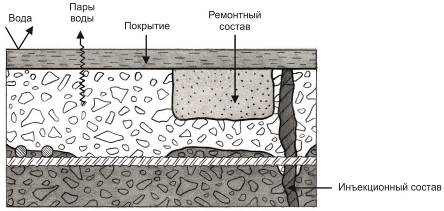 Вода
Пары
воды
Покрытие
Ремонтный
состав
Инъекционный состав